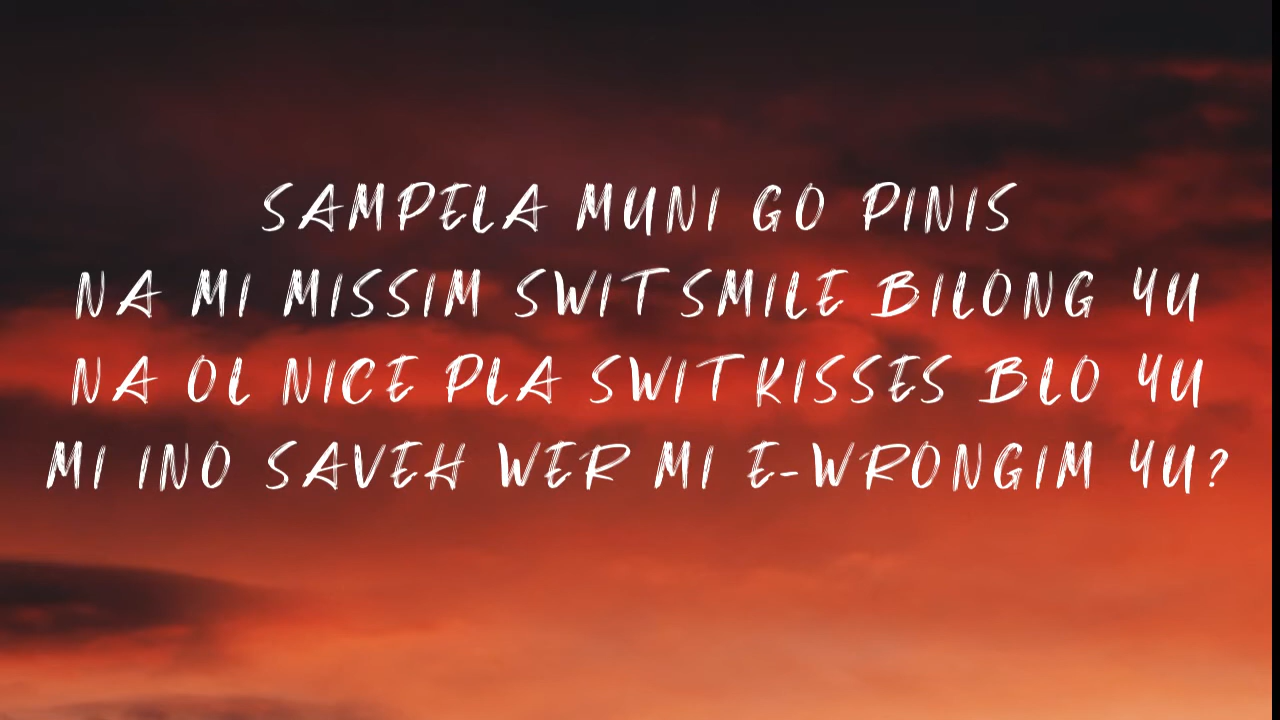 SAMPELA MUNI GO PINIS
NA MI MISSIM SWIT SMILE BILONG YU
NA OL NICE PLA SWIT KISSES BLO YU
MI INO SAVEH WER MI E-WRONGIM YU?